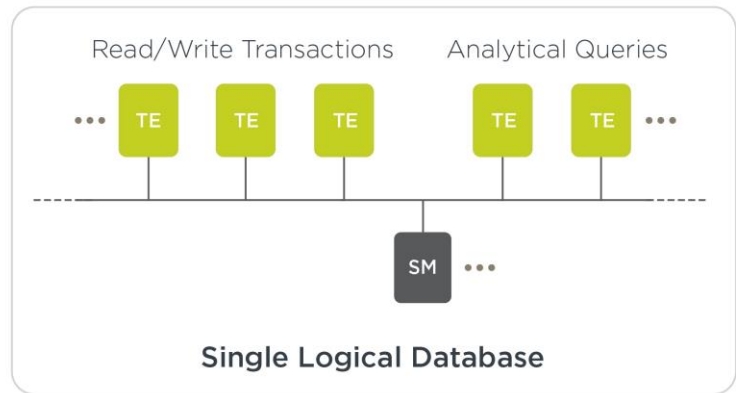 Read/Write Transactions Analytical Queries
••• TE TE TE TE TE •••
SM •••
Single Logical Database